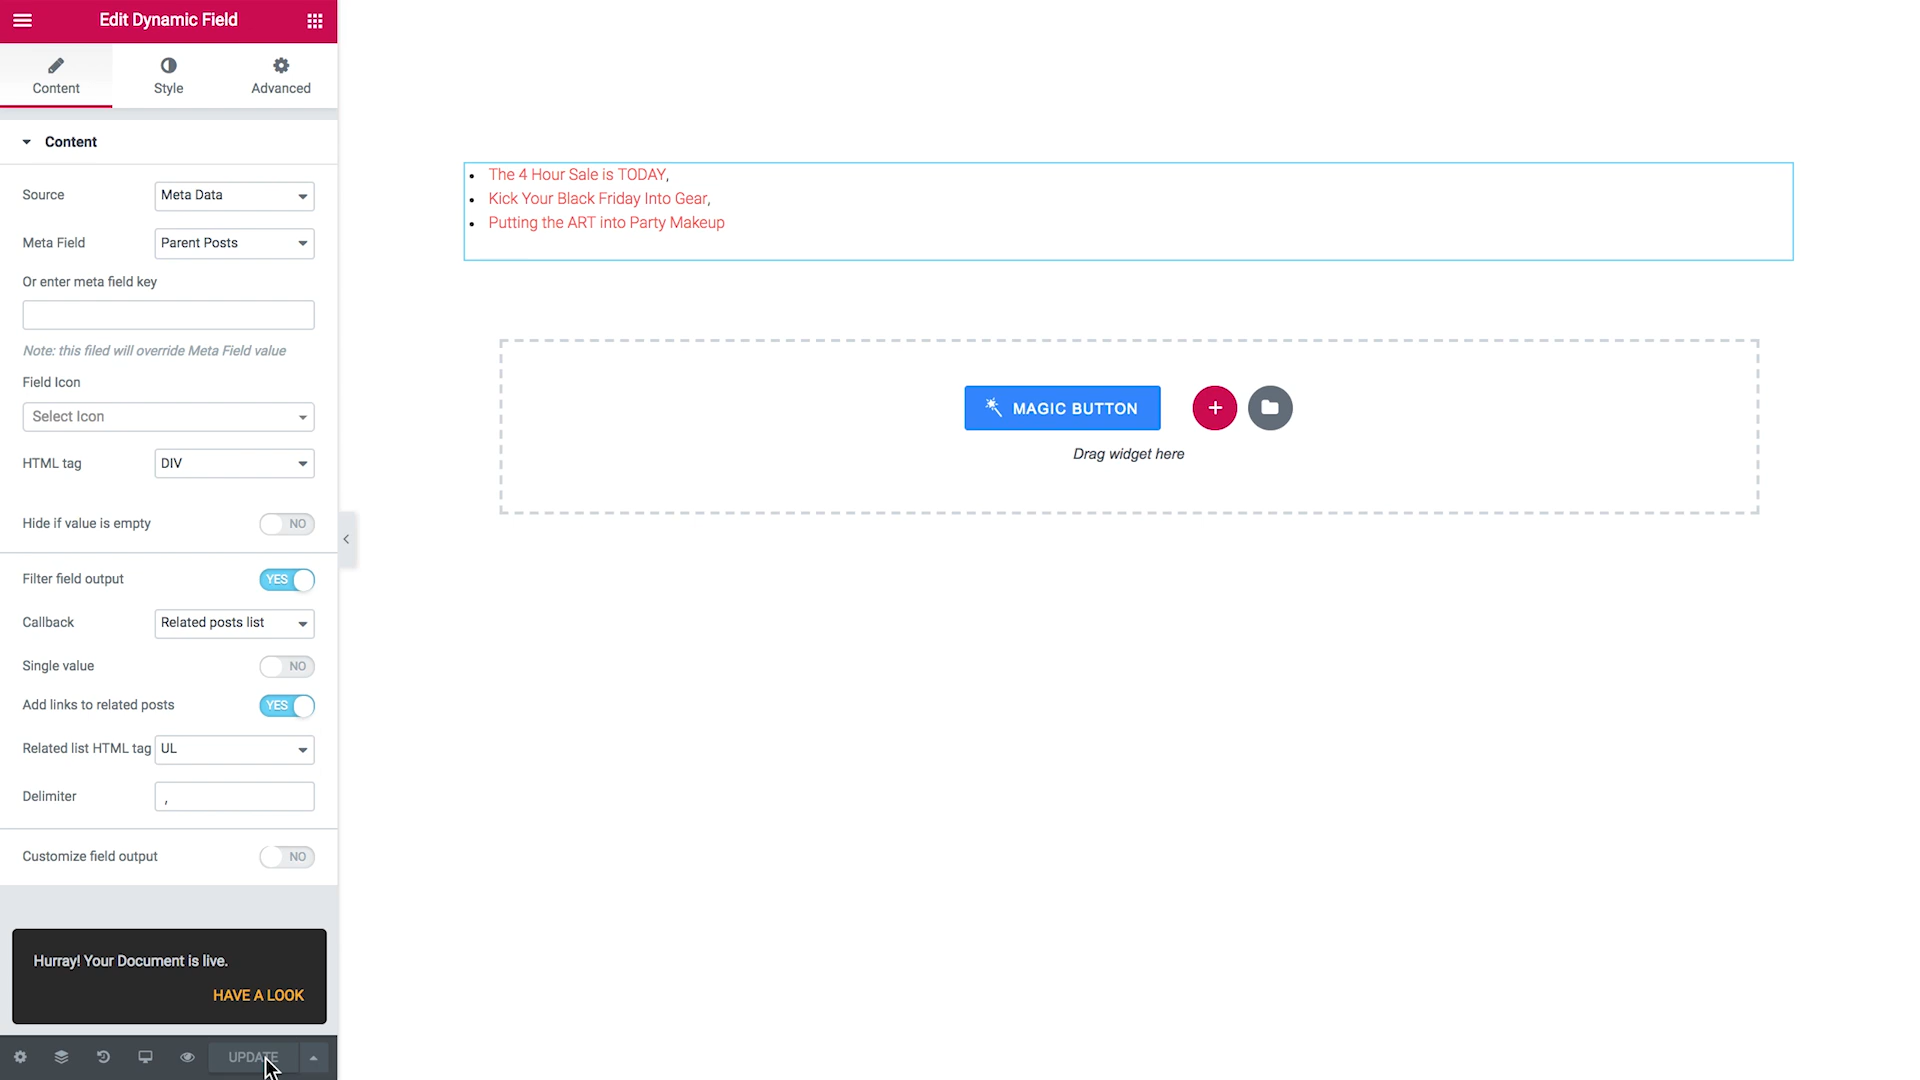 Edit Dynamic Field
Content
Style
Advanced
Content
Source
Meta Data
Meta Field
Parent Posts
Or enter meta field key
Note: this filed will override Meta Field value
Field Icon
Select Icon
HTML tag
DIV
Hide if value is empty
NO
Filter field output
YES
Callback
Related posts list
Single value
NO
Add links to related posts
YES
Related list HTML tag
UL
Delimiter
,
Customize field output
NO
Hurray! Your Document is live.
HAVE A LOOK
UPDATE
The 4 Hour Sale is TODAY,
Kick Your Black Friday Into Gear,
Putting the ART into Party Makeup
MAGIC BUTTON
Drag widget here